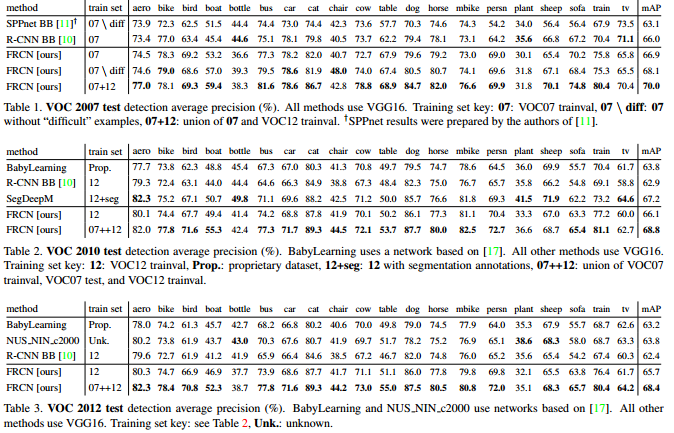 method train set aero bike bird boat bottle bus car cat chair cow table dog horse mbike persn plant sheep sofa train tv mAP
SPPnet BB [11]† 07 \ diff 73.9 72.3 62.5 51.5 44.4 74.4 73.0 74.4 42.3 73.6 57.7 70.3 74.6 74.3 54.2 34.0 56.4 56.4 67.9 73.5 63.1
R-CNN BB [10] 07 73.4 77.0 63.4 45.4 44.6 75.1 78.1 79.8 40.5 73.7 62.2 79.4 78.1 73.1 64.2 35.6 66.8 67.2 70.4 71.1 66.0
FRCN [ours] 07 74.5 78.3 69.2 53.2 36.6 77.3 78.2 82.0 40.7 72.7 67.9 79.6 79.2 73.0 69.0 30.1 65.4 70.2 75.8 65.8 66.9
FRCN [ours] 07 \ diff 74.6 79.0 68.6 57.0 39.3 79.5 78.6 81.9 48.0 74.0 67.4 80.5 80.7 74.1 69.6 31.8 67.1 68.4 75.3 65.5 68.1
FRCN [ours] 07+12 77.0 78.1 69.3 59.4 38.3 81.6 78.6 86.7 42.8 78.8 68.9 84.7 82.0 76.6 69.9 31.8 70.1 74.8 80.4 70.4 70.0
Table 1. VOC 2007 test detection average precision (%). All methods use VGG16. Training set key: 07: VOC07 trainval, 07 \ diff: 07
without “difficult” examples, 07+12: union of 07 and VOC12 trainval. †SPPnet results were prepared by the authors of [11].
method train set aero bike bird boat bottle bus car cat chair cow table dog horse mbike persn plant sheep sofa train tv mAP
BabyLearning Prop. 77.7 73.8 62.3 48.8 45.4 67.3 67.0 80.3 41.3 70.8 49.7 79.5 74.7 78.6 64.5 36.0 69.9 55.7 70.4 61.7 63.8
R-CNN BB [10] 12 79.3 72.4 63.1 44.0 44.4 64.6 66.3 84.9 38.8 67.3 48.4 82.3 75.0 76.7 65.7 35.8 66.2 54.8 69.1 58.8 62.9
SegDeepM 12+seg 82.3 75.2 67.1 50.7 49.8 71.1 69.6 88.2 42.5 71.2 50.0 85.7 76.6 81.8 69.3 41.5 71.9 62.2 73.2 64.6 67.2
FRCN [ours] 12 80.1 74.4 67.7 49.4 41.4 74.2 68.8 87.8 41.9 70.1 50.2 86.1 77.3 81.1 70.4 33.3 67.0 63.3 77.2 60.0 66.1
FRCN [ours] 07++12 82.0 77.8 71.6 55.3 42.4 77.3 71.7 89.3 44.5 72.1 53.7 87.7 80.0 82.5 72.7 36.6 68.7 65.4 81.1 62.7 68.8
Table 2. VOC 2010 test detection average precision (%). BabyLearning uses a network based on [17]. All other methods use VGG16.
Training set key: 12: VOC12 trainval, Prop.: proprietary dataset, 12+seg: 12 with segmentation annotations, 07++12: union of VOC07
trainval, VOC07 test, and VOC12 trainval.
method train set aero bike bird boat bottle bus car cat chair cow table dog horse mbike persn plant sheep sofa train tv mAP
BabyLearning Prop. 78.0 74.2 61.3 45.7 42.7 68.2 66.8 80.2 40.6 70.0 49.8 79.0 74.5 77.9 64.0 35.3 67.9 55.7 68.7 62.6 63.2
NUS_NIN_c2000 Unk. 80.2 73.8 61.9 43.7 43.0 70.3 67.6 80.7 41.9 69.7 51.7 78.2 75.2 76.9 65.1 38.6 68.3 58.0 68.7 63.3 63.8
R-CNN BB [10] 12 79.6 72.7 61.9 41.2 41.9 65.9 66.4 84.6 38.5 67.2 46.7 82.0 74.8 76.0 65.2 35.6 65.4 54.2 67.4 60.3 62.4
FRCN [ours] 12 80.3 74.7 66.9 46.9 37.7 73.9 68.6 87.7 41.7 71.1 51.1 86.0 77.8 79.8 69.8 32.1 65.5 63.8 76.4 61.7 65.7
FRCN [ours] 07++12 82.3 78.4 70.8 52.3 38.7 77.8 71.6 89.3 44.2 73.0 55.0 87.5 80.5 80.8 72.0 35.1 68.3 65.7 80.4 64.2 68.4
Table 3. VOC 2012 test detection average precision (%). BabyLearning and NUS_NIN_c2000 use networks based on [17]. All other
methods use VGG16. Training set key: see Table 2, Unk.: unknown.